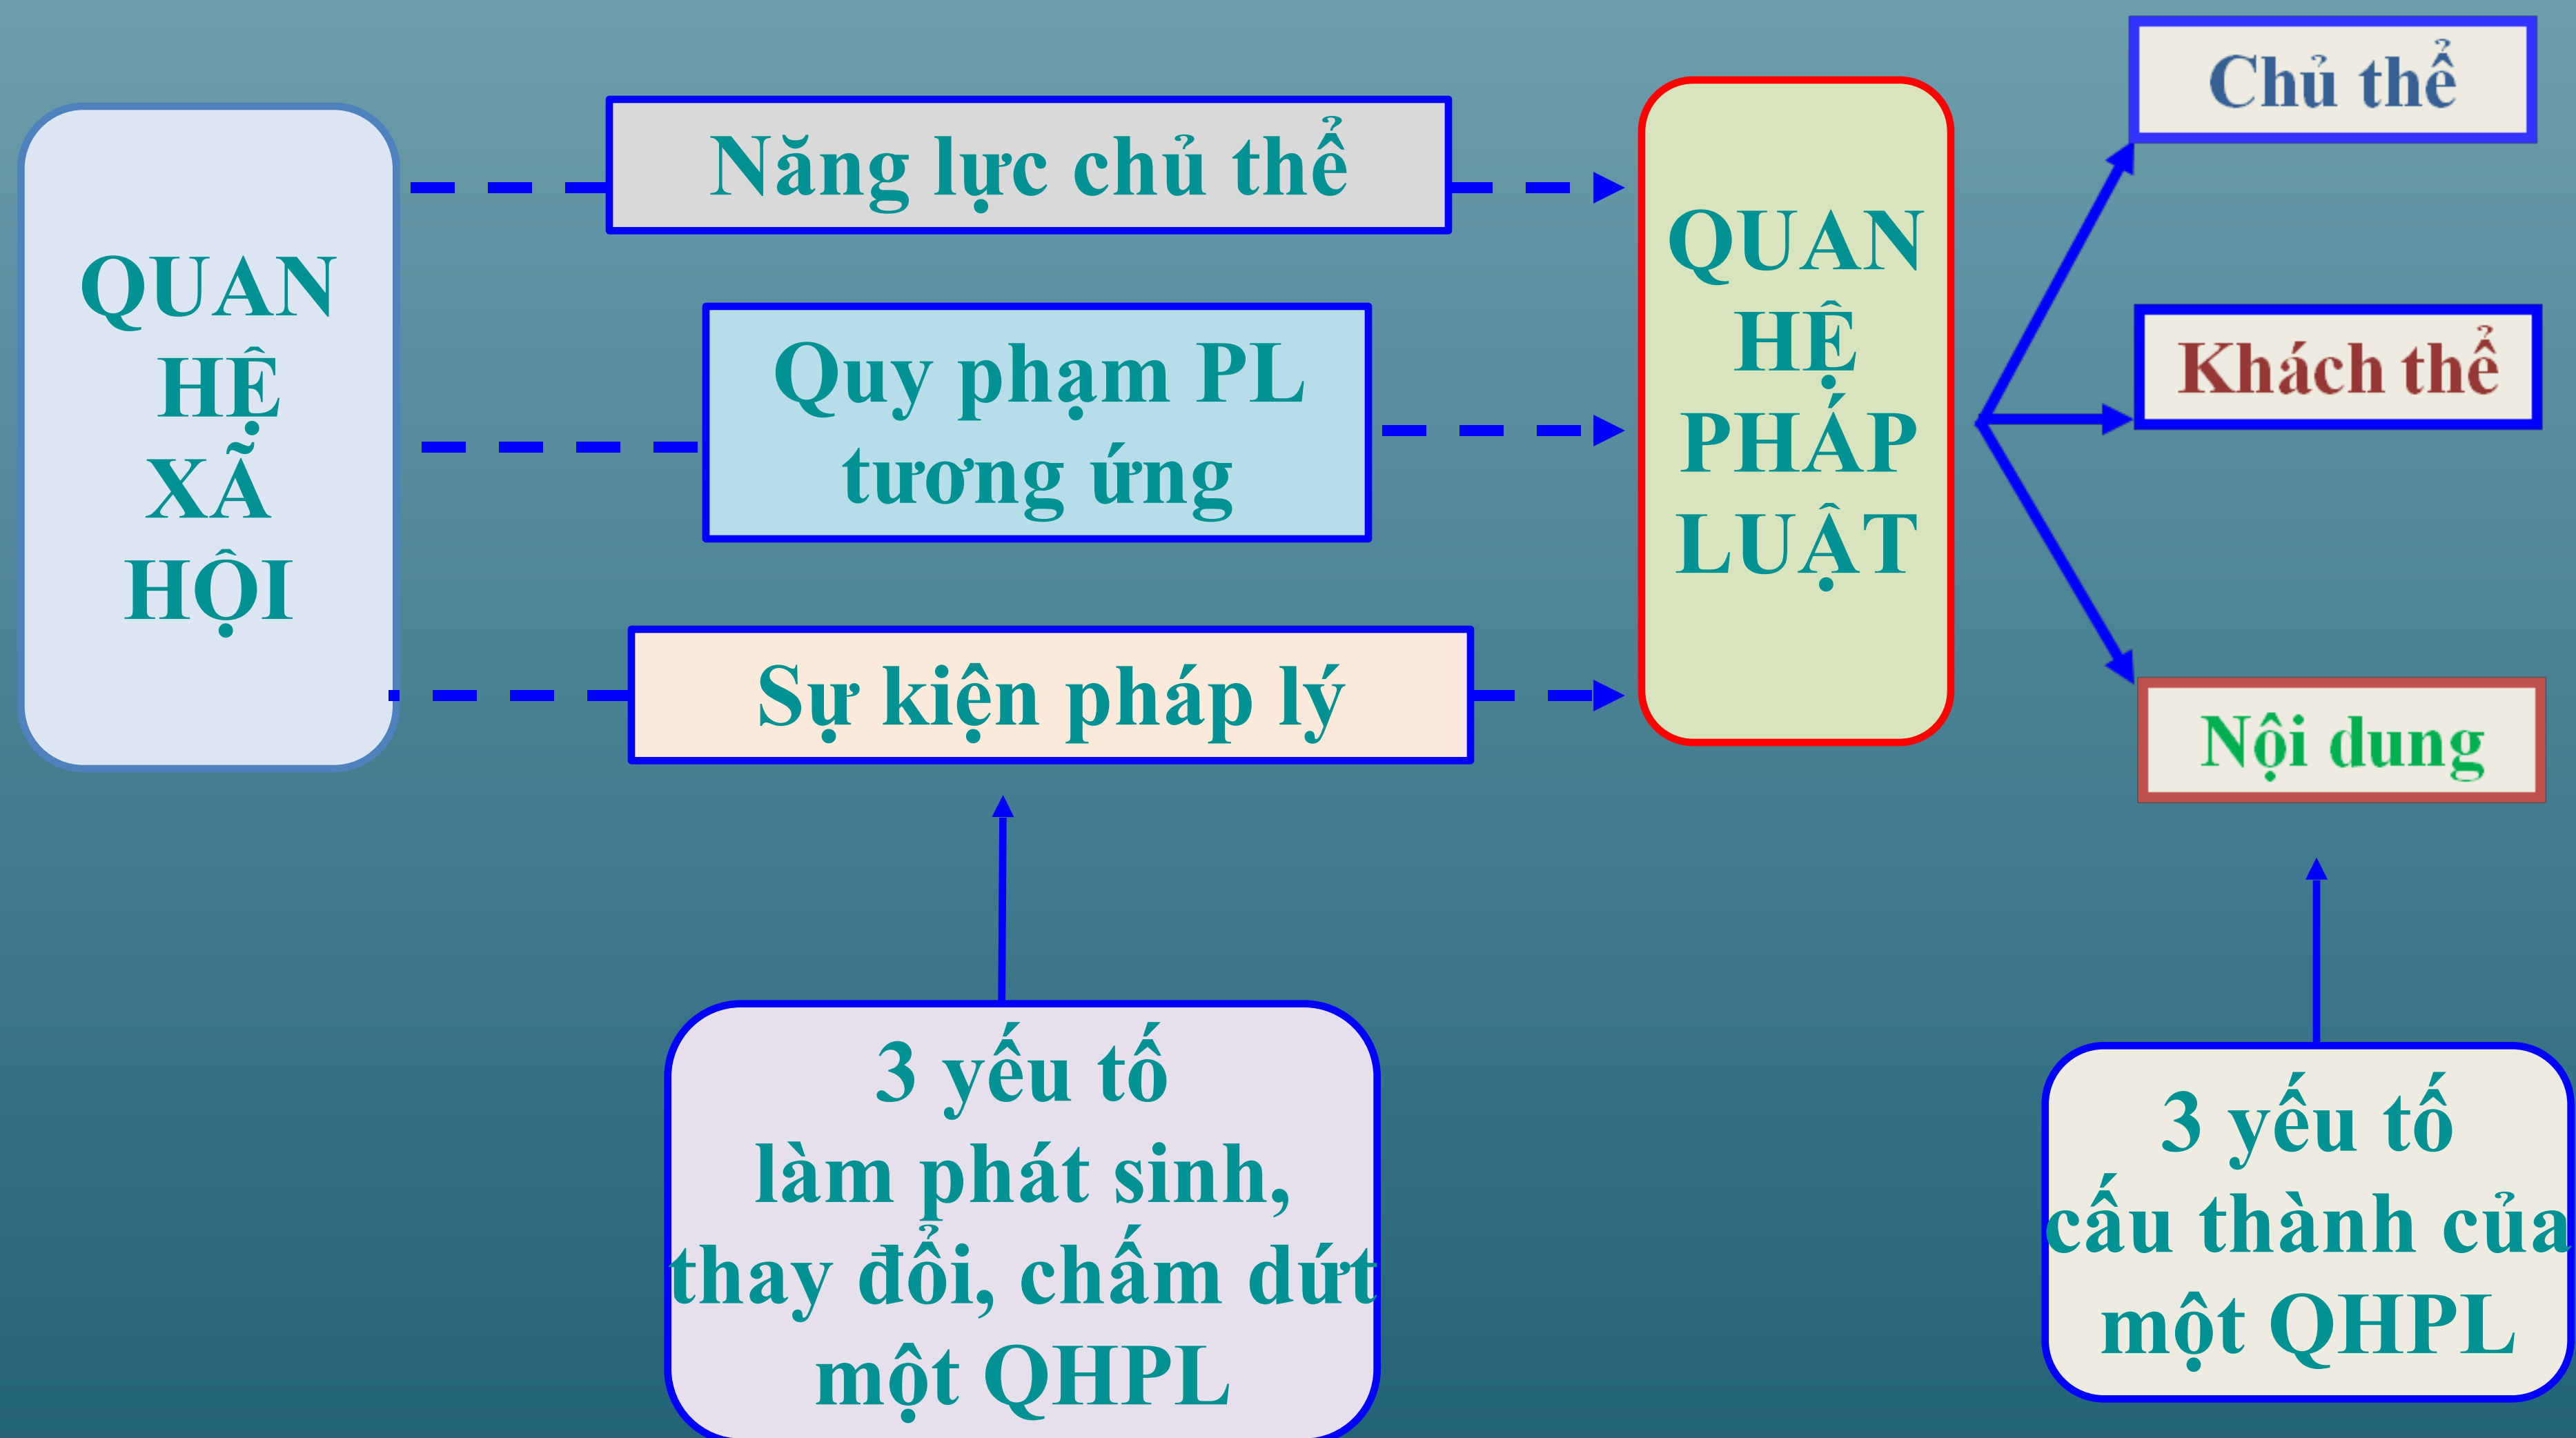 QUAN
HỆ
XÃ
HỘI
Năng lực chủ thể
Quy phạm PL
tương ứng
Sự kiện pháp lý
QUAN
HỆ
PHÁP
LUẬT
Chủ thể
Khách thể
Nội dung
3 yếu tố
làm phát sinh,
thay đổi, chấm dứt
một QHPL
3 yếu tố
cấu thành của
một QHPL